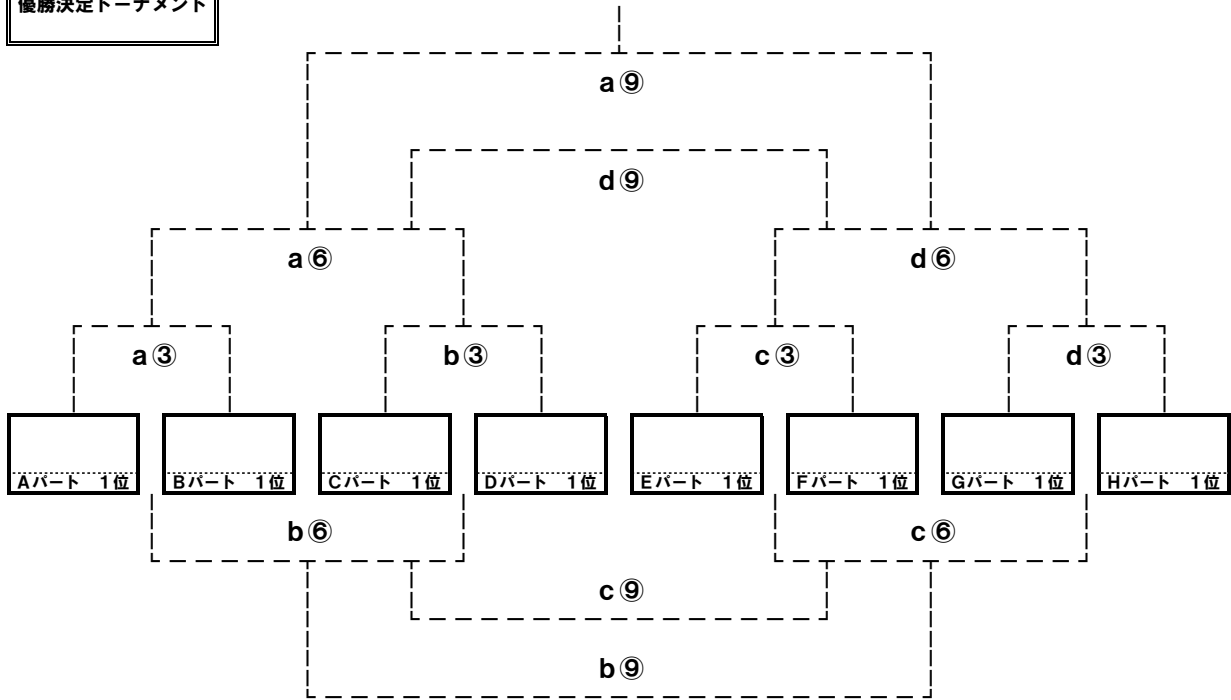 優勝決定トーナメント
a⑨
d⑨
a⑥ d⑥
a③ b③ c③ d③
Aパート 1位 Bパート 1位 Cパート 1位 Dパート 1位 Eパート 1位 Fパート 1位 Gパート 1位 Hパート 1位
b⑥ c⑥
c⑨
b⑨